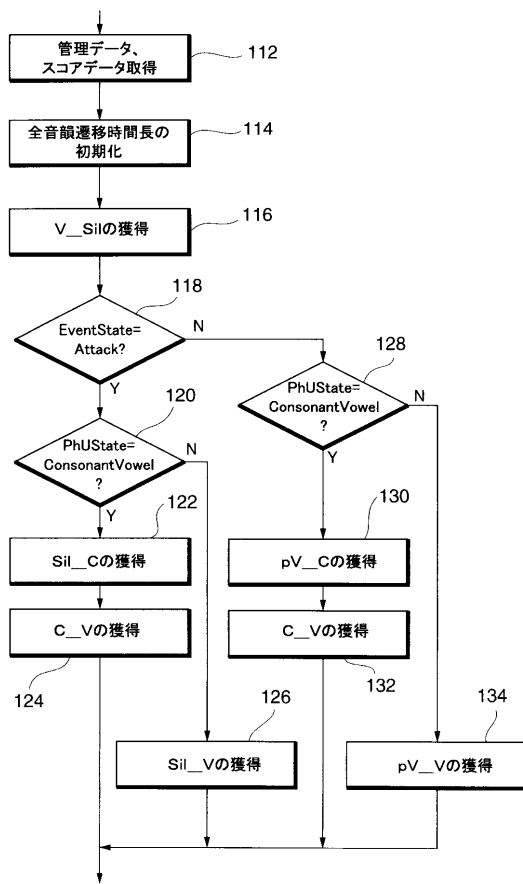 管理データ、
スコアデータ取得
112
全音韻遷移時間長の
初期化
114
V__Silの獲得
116
EventState=
Attack?
118
N
Y
PhUState=
ConsonantVowel
?
120
N
Y
PhUState=
ConsonantVowel
?
128
N
Y
Sil__Cの獲得
122
C__Vの獲得
124
pV__Cの獲得
130
C__Vの獲得
132
Sil__Vの獲得
126
pV__Vの獲得
134